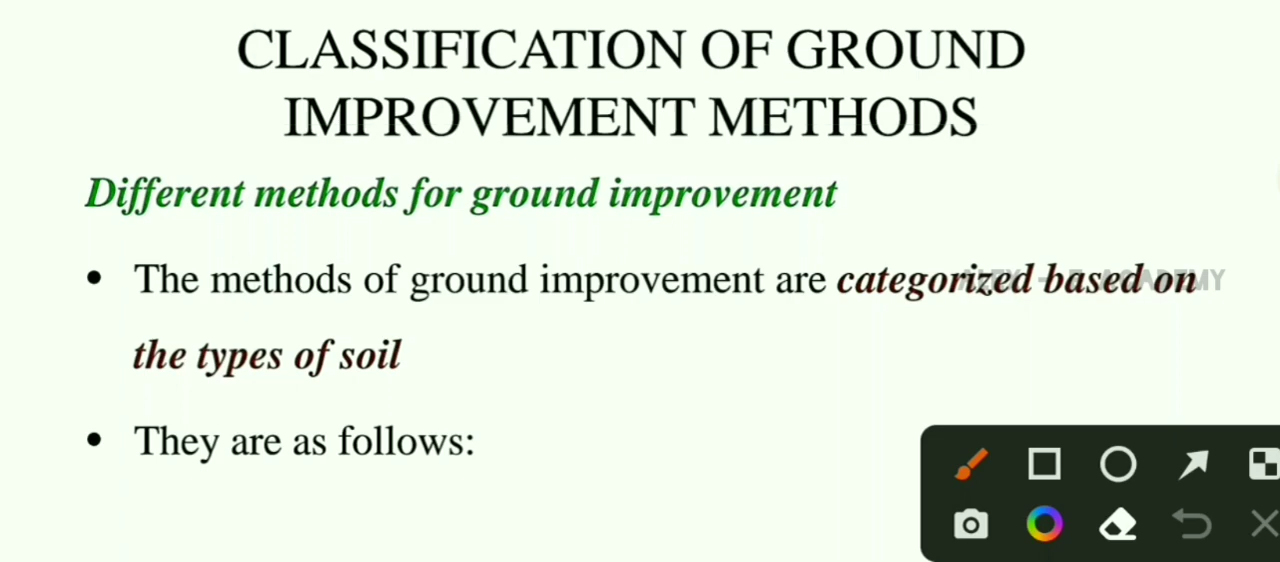 CLASSIFICATION OF GROUND
IMPROVEMENT METHODS
Different methods for ground improvement
• The methods of ground improvement are categorized based on
the types of soil
• They are as follows: